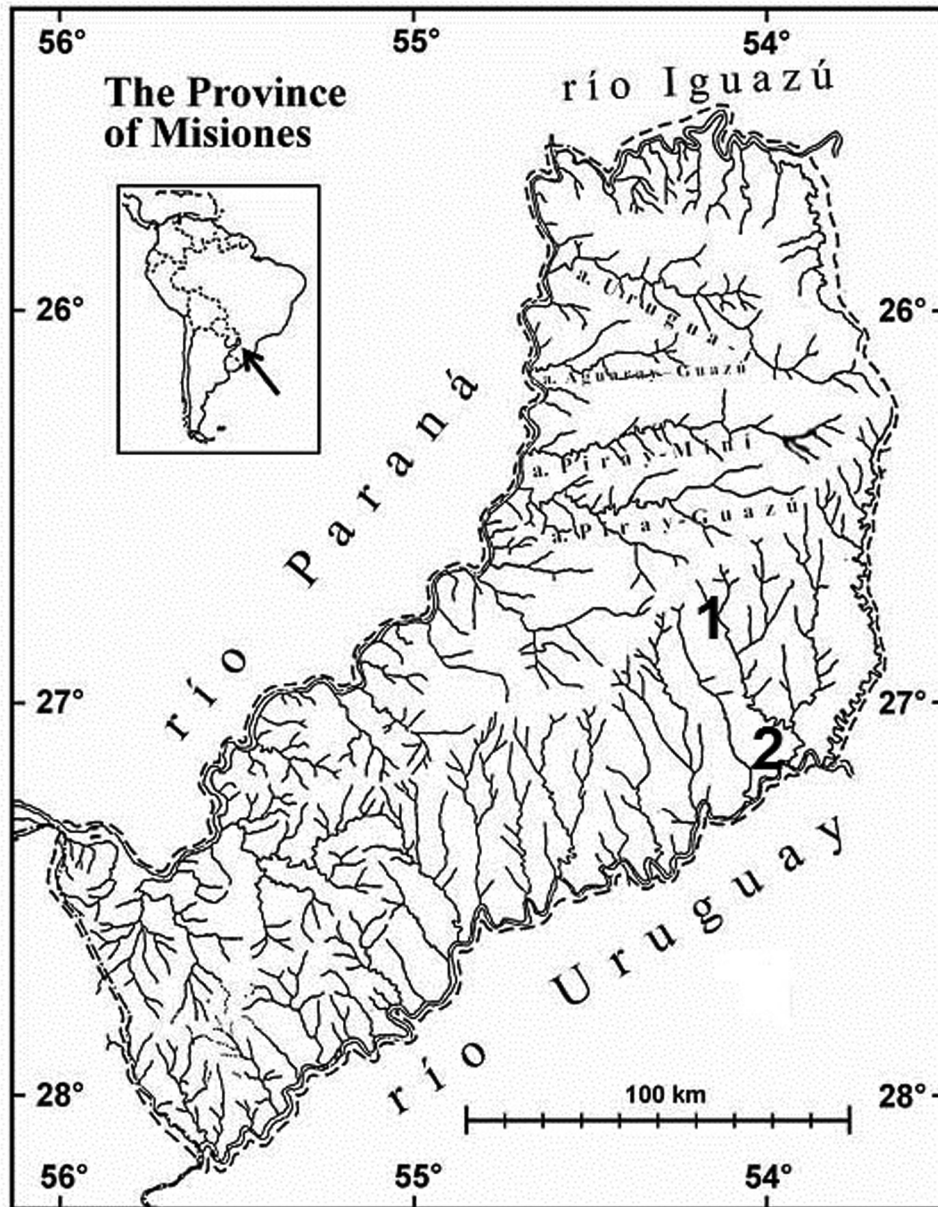 56° 55° 54°
The Province
of Misiones
río Iguazú
26° 26°
a. Urugua-
a. Aguaray-Guazú
a. Piray-Miní
a. Piray-Guazú
río Paraná
1
27° 27°
2
río Uruguay
28° 28°
100 km
56° 55° 54°